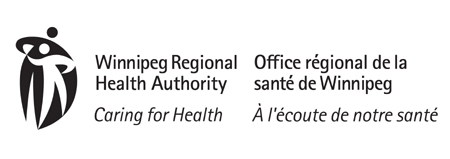 Winnipeg Regional
Health Authority
Caring for Health
Office régional de la
santé de Winnipeg
À l'écoute de notre santé